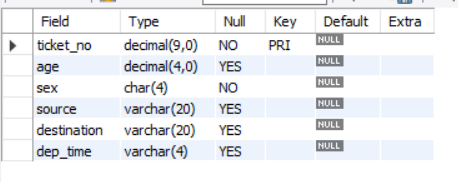 Field Type Null Key Default Extra
ticket_no decimal(9,0) NO PRI NULL
age decimal(4,0) YES NULL
sex char(4) NO NULL
source varchar(20) YES NULL
destination varchar(20) YES NULL
dep_time varchar(4) YES NULL